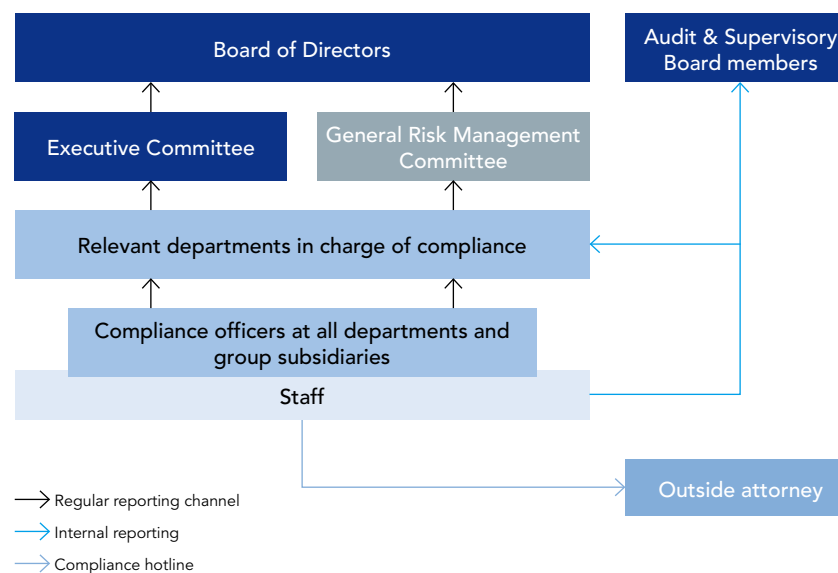 Board of Directors
Audit & Supervisory
Board members
Executive Committee
General Risk Management
Committee
Relevant departments in charge of compliance
Compliance officers at all departments and
group subsidiaries
Staff
Outside attorney
Regular reporting channel
Internal reporting
Compliance hotline